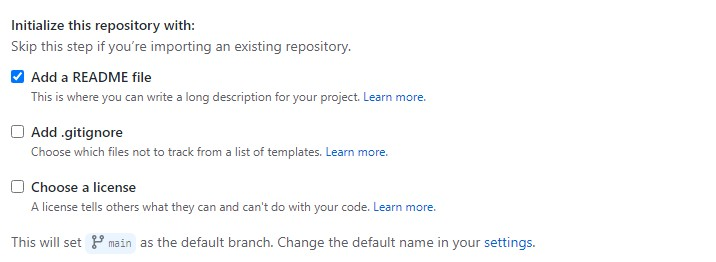 Initialize this repository with:
Skip this step if you're importing an existing repository.
Add a README file
This is where you can write a long description for your project. Learn more.
Add .gitignore
Choose which files not to track from a list of templates. Learn more.
Choose a license
A license tells others what they can and can't do with your code. Learn more.
This will set main as the default branch. Change the default name in your settings.